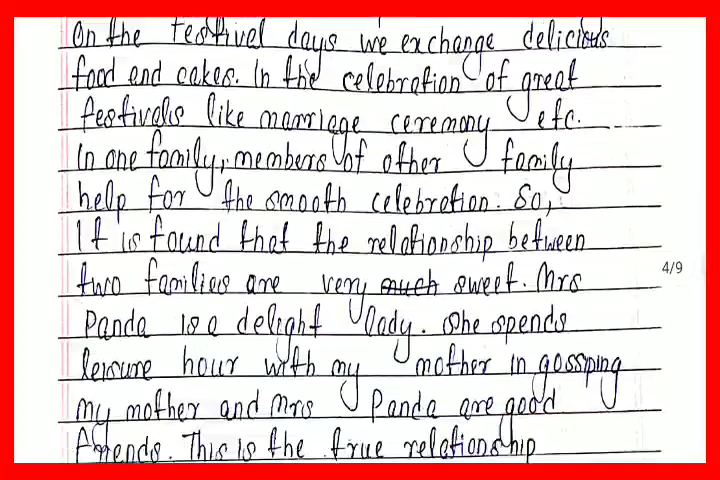 On the festivel days we exchange delicious
food and cakes. In the celebration of great
festivals like marriage ceremony etc.
In one family, members of other family
help for the smooth celebration. So,
It is found that the relationship between
two families are very much sweet. Mrs
4/9
Panda is a delight lady. She spends
leisure hour with my mother in gossiping
my mother and Mrs Panda are good
friends. This is the true relationship